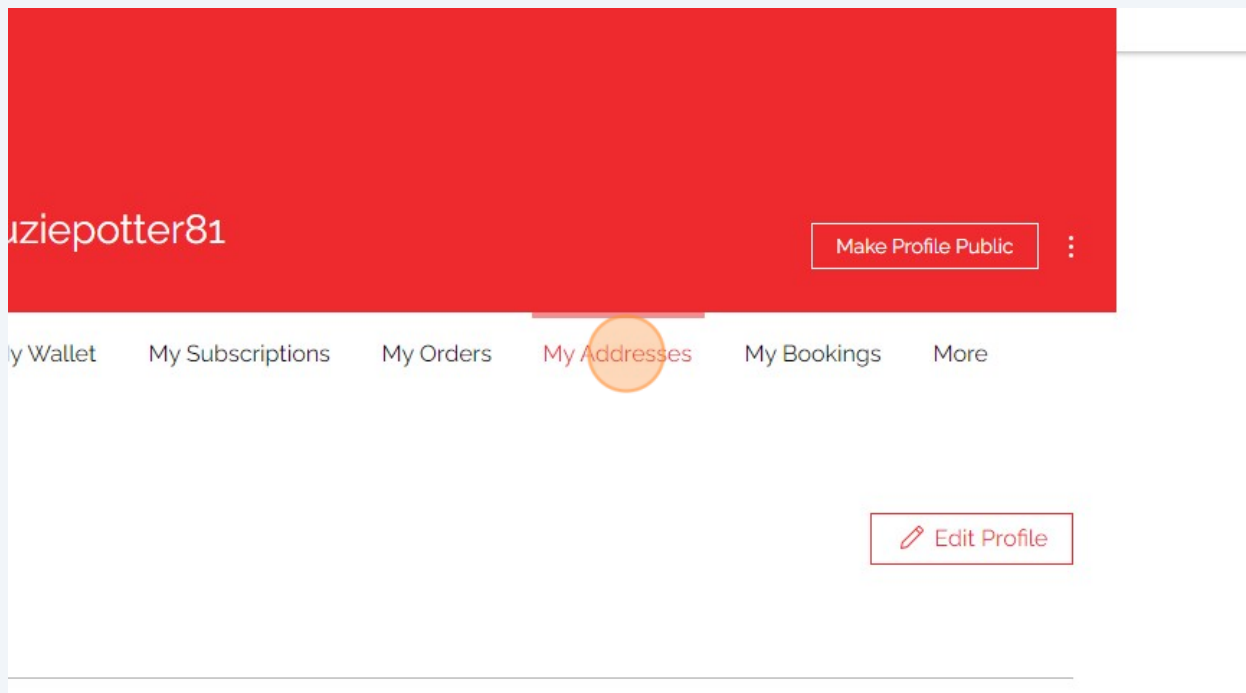 uziepotter81
Make Profile Public
y Wallet My Subscriptions My Orders My Addresses My Bookings More
Edit Profile